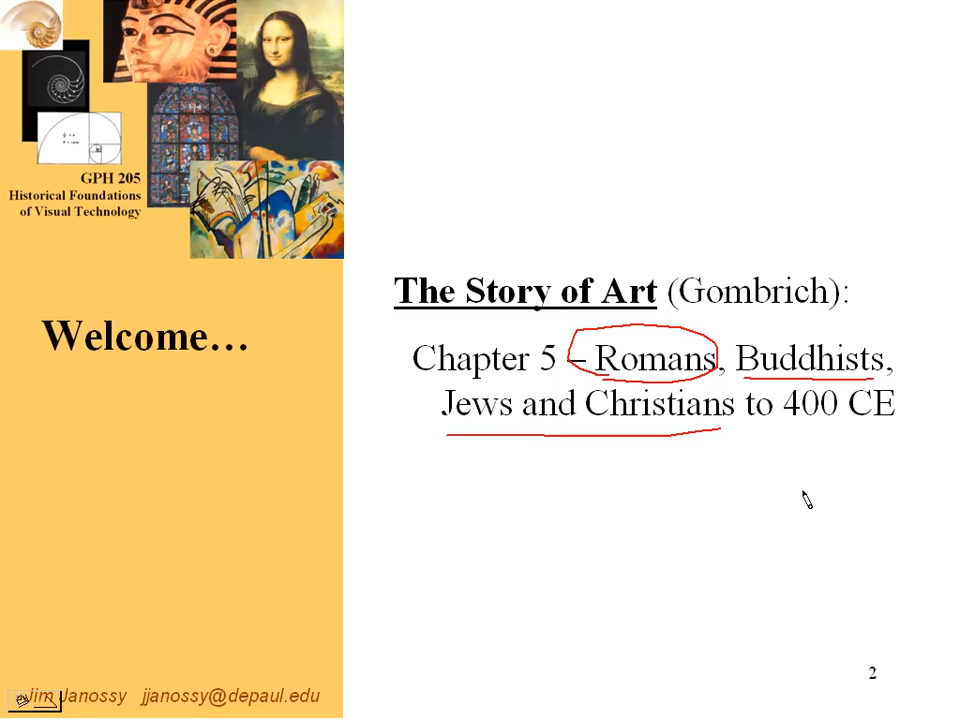 GPH 205
Historical Foundations
of Visual Technology
Welcome…
The Story of Art (Gombrich):
Chapter 5 – Romans, Buddhists,
Jews and Christians to 400 CE
2
Jim Janossy jjanossy@depaul.edu